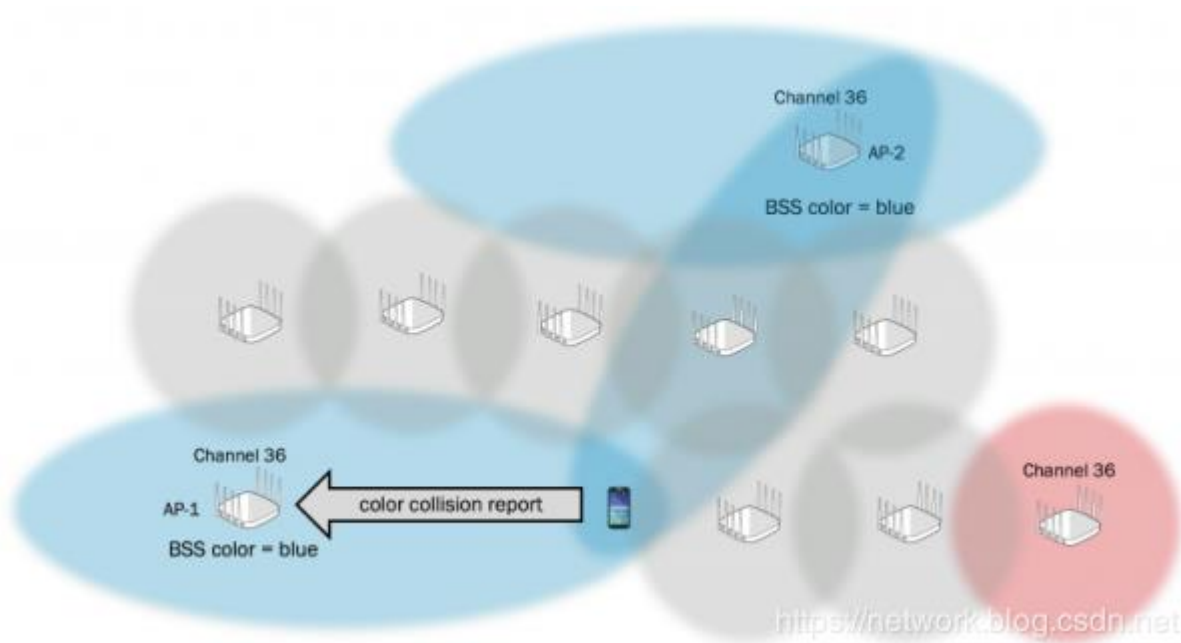 Channel 36
AP-2
BSS color = blue
Channel 36
Channel 36
color collision report
AP-1
BSS color = blue
https://network.blog.csdn.net